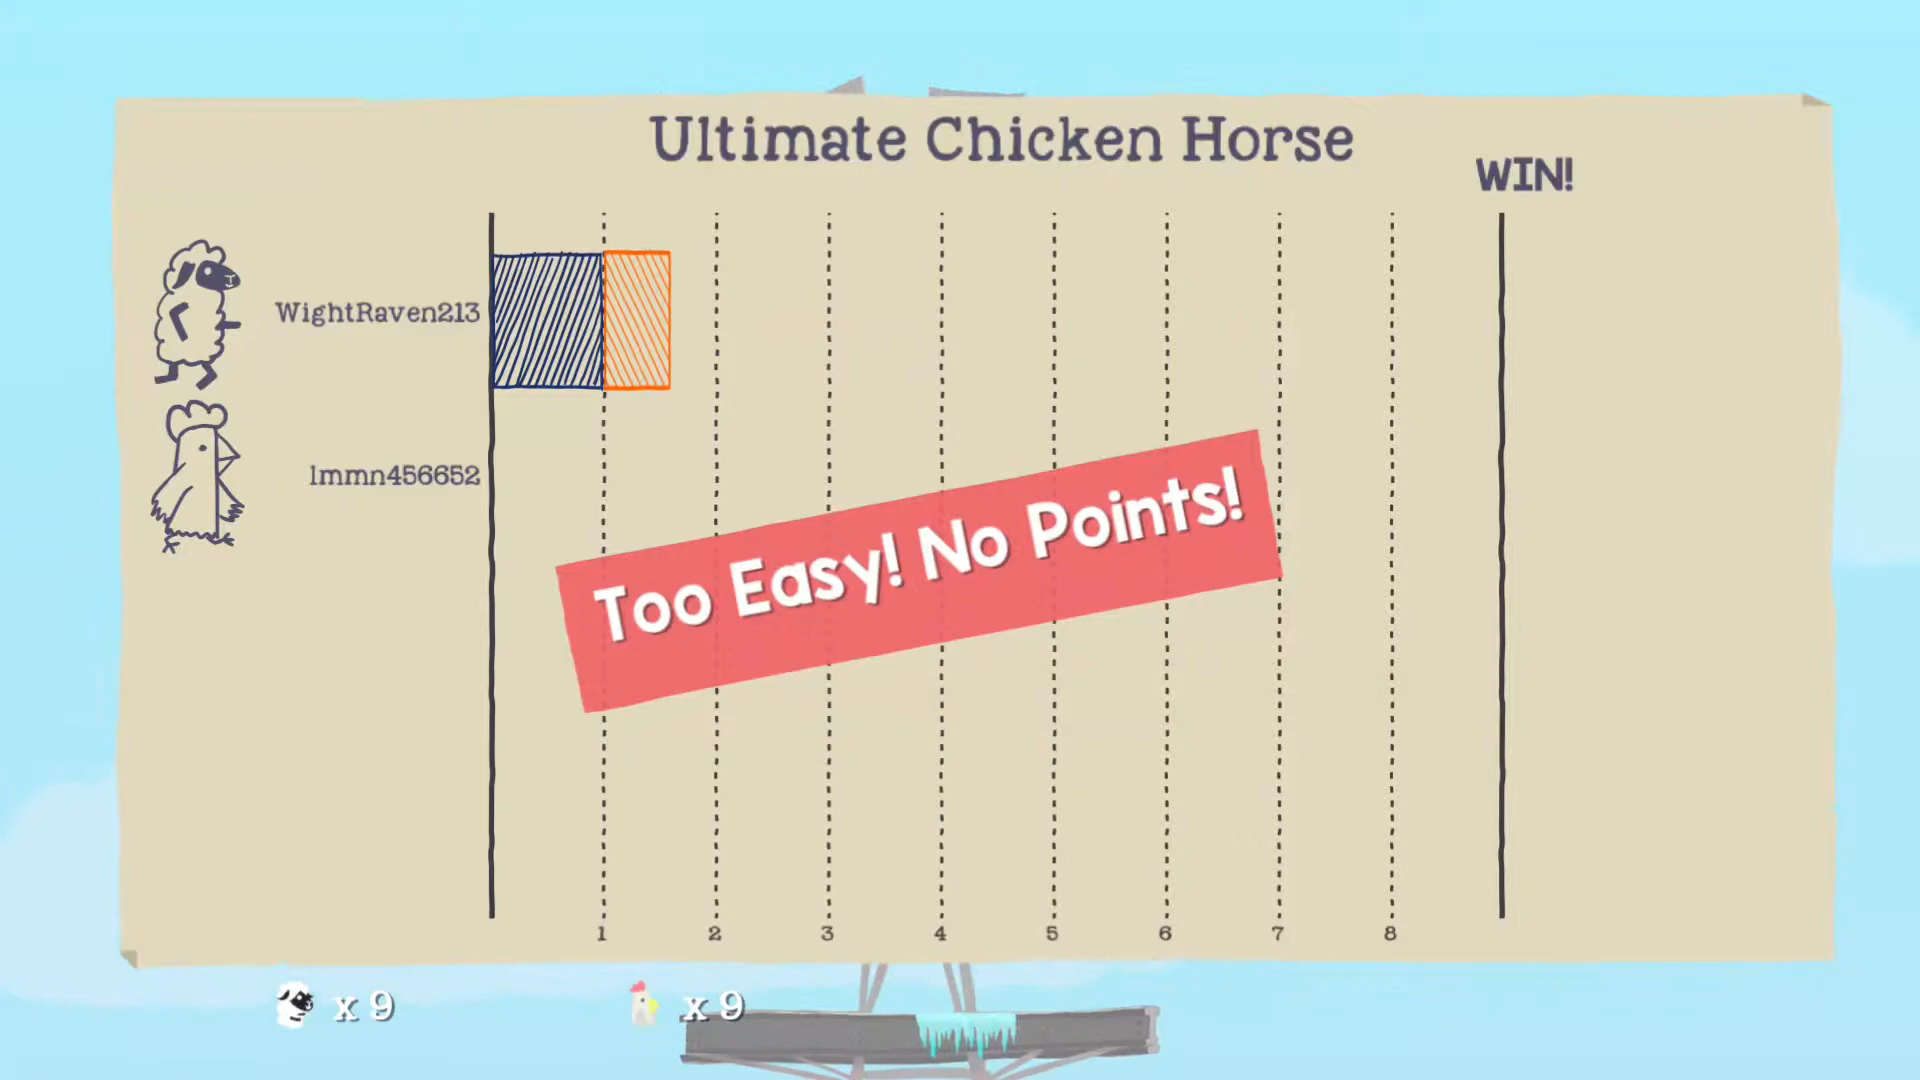 Ultimate Chicken Horse
WIN!
WightRaven213
lmmn456652
Too Easy! No Points!
1 2 3 4 5 6 7 8
x 9 x 9